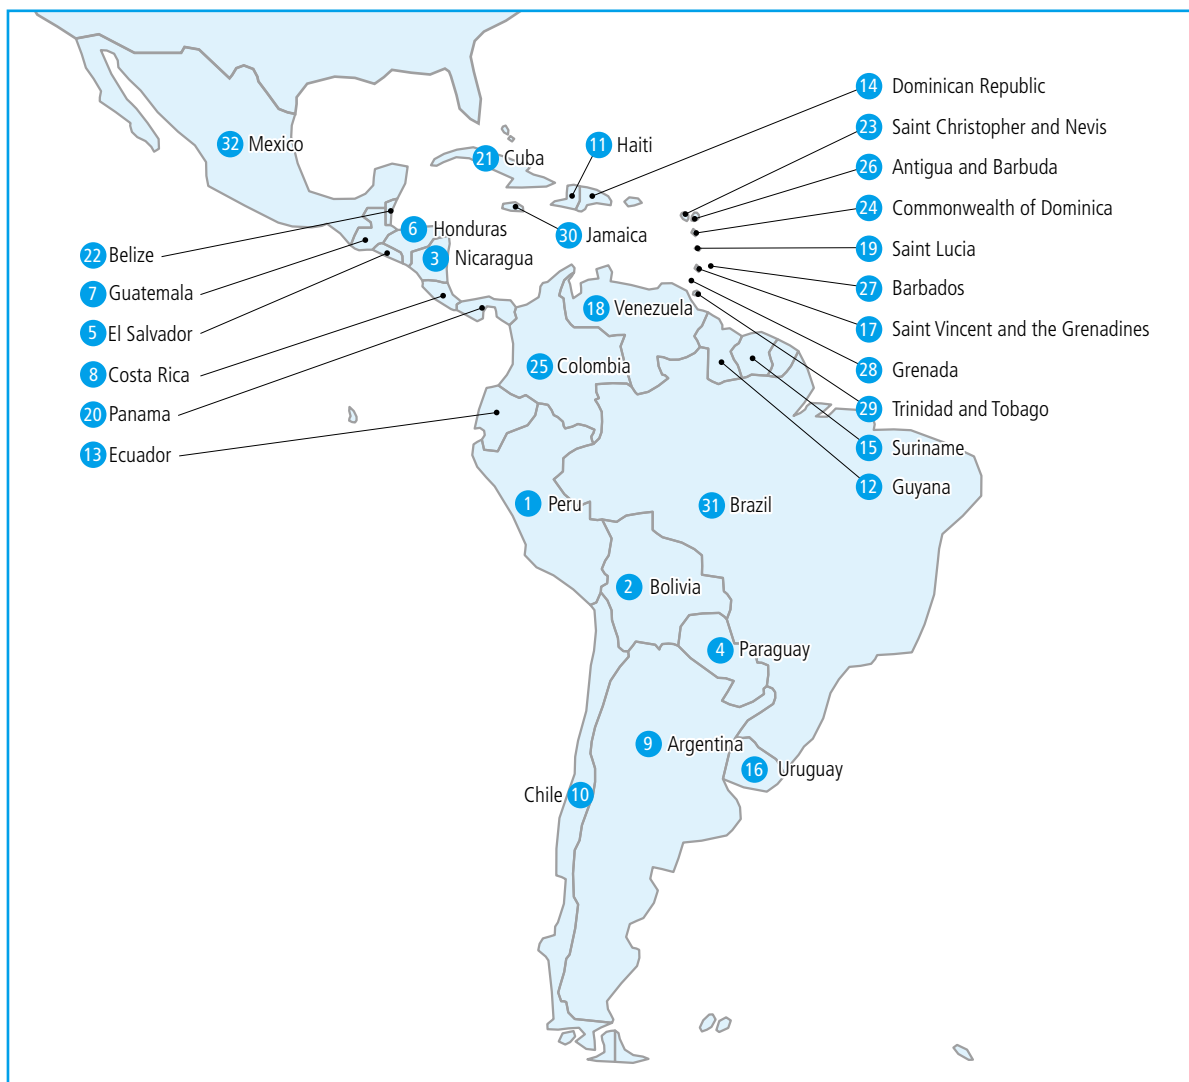 14 Dominican Republic
23 Saint Christopher and Nevis
32 Mexico
11 Haiti
21 Cuba
26 Antigua and Barbuda
24 Commonwealth of Dominica
6 Honduras
30 Jamaica
19 Saint Lucia
22 Belize
3 Nicaragua
27 Barbados
7 Guatemala
18 Venezuela
17 Saint Vincent and the Grenadines
5 El Salvador
25 Colombia
28 Grenada
8 Costa Rica
29 Trinidad and Tobago
20 Panama
15 Suriname
13 Ecuador
12 Guyana
1 Peru
31 Brazil
2 Bolivia
4 Paraguay
9 Argentina
16 Uruguay
Chile 10